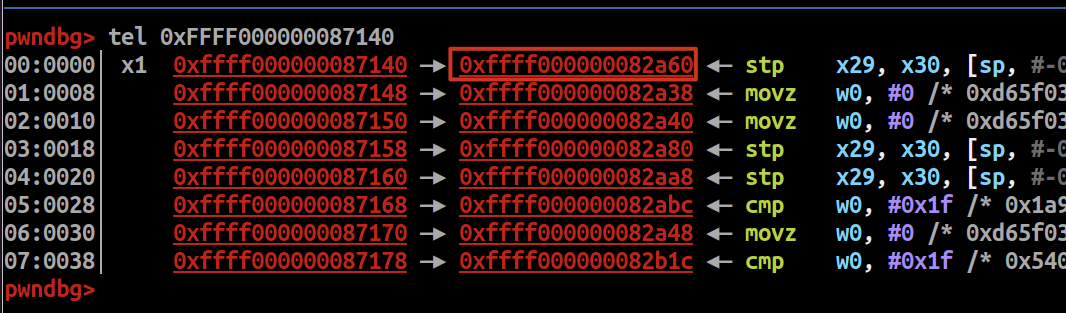 pwndbg> tel 0xFFFF000000087140
00:0000│ x1 0xffff000000087140 —▸ 0xffff000000082a60 ◂— stp x29, x30, [sp, #-0
01:0008│ 0xffff000000087148 —▸ 0xffff000000082a38 ◂— movz w0, #0 /* 0xd65f03
02:0010│ 0xffff000000087150 —▸ 0xffff000000082a40 ◂— movz w0, #0 /* 0xd65f03
03:0018│ 0xffff000000087158 —▸ 0xffff000000082a80 ◂— stp x29, x30, [sp, #-0
04:0020│ 0xffff000000087160 —▸ 0xffff000000082aa8 ◂— stp x29, x30, [sp, #-0
05:0028│ 0xffff000000087168 —▸ 0xffff000000082abc ◂— cmp w0, #0x1f /* 0x1a9
06:0030│ 0xffff000000087170 —▸ 0xffff000000082a48 ◂— movz w0, #0 /* 0xd65f03
07:0038│ 0xffff000000087178 —▸ 0xffff000000082b1c ◂— cmp w0, #0x1f /* 0x540
pwndbg>